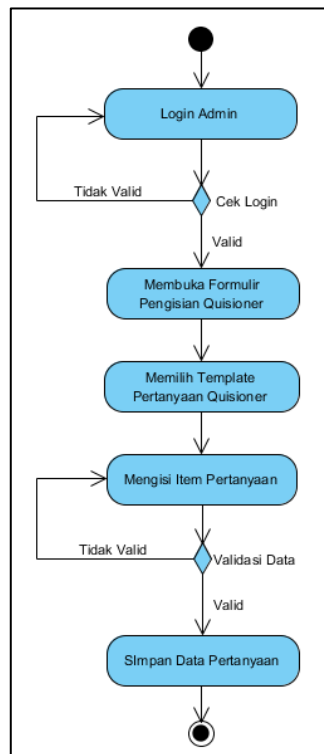 Login Admin
Tidak Valid
Cek Login
Valid
Membuka Formulir
Pengisian Quisioner
Memilih Template
Pertanyaan Quisioner
Mengisi Item Pertanyaan
Tidak Valid
Validasi Data
Valid
SImpan Data Pertanyaan